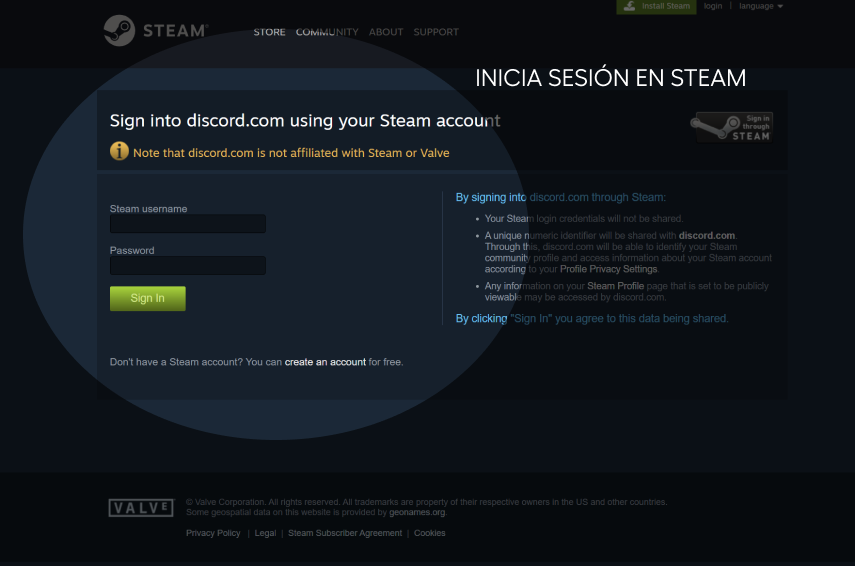 Install Steam login | language
STEAM®
STORE COMMUNITY ABOUT SUPPORT
INICIA SESIÓN EN STEAM
Sign into discord.com using your Steam account
Sign in
through
STEAM
Note that discord.com is not affiliated with Steam or Valve
Steam username
Password
Sign In
Don't have a Steam account? You can create an account for free.
By signing into discord.com through Steam:
• Your Steam login credentials will not be shared.
• A unique numeric identifier will be shared with discord.com.
Through this, discord.com will be able to identify your Steam
community profile and access information about your Steam account
according to your Profile Privacy Settings.
• Any information on your Steam Profile page that is set to be publicly
viewable may be accessed by discord.com.
By clicking "Sign In" you agree to this data being shared.
VALVE
© Valve Corporation. All rights reserved. All trademarks are property of their respective owners in the US and other countries.
Some geospatial data on this website is provided by geonames.org.
Privacy Policy | Legal | Steam Subscriber Agreement | Cookies